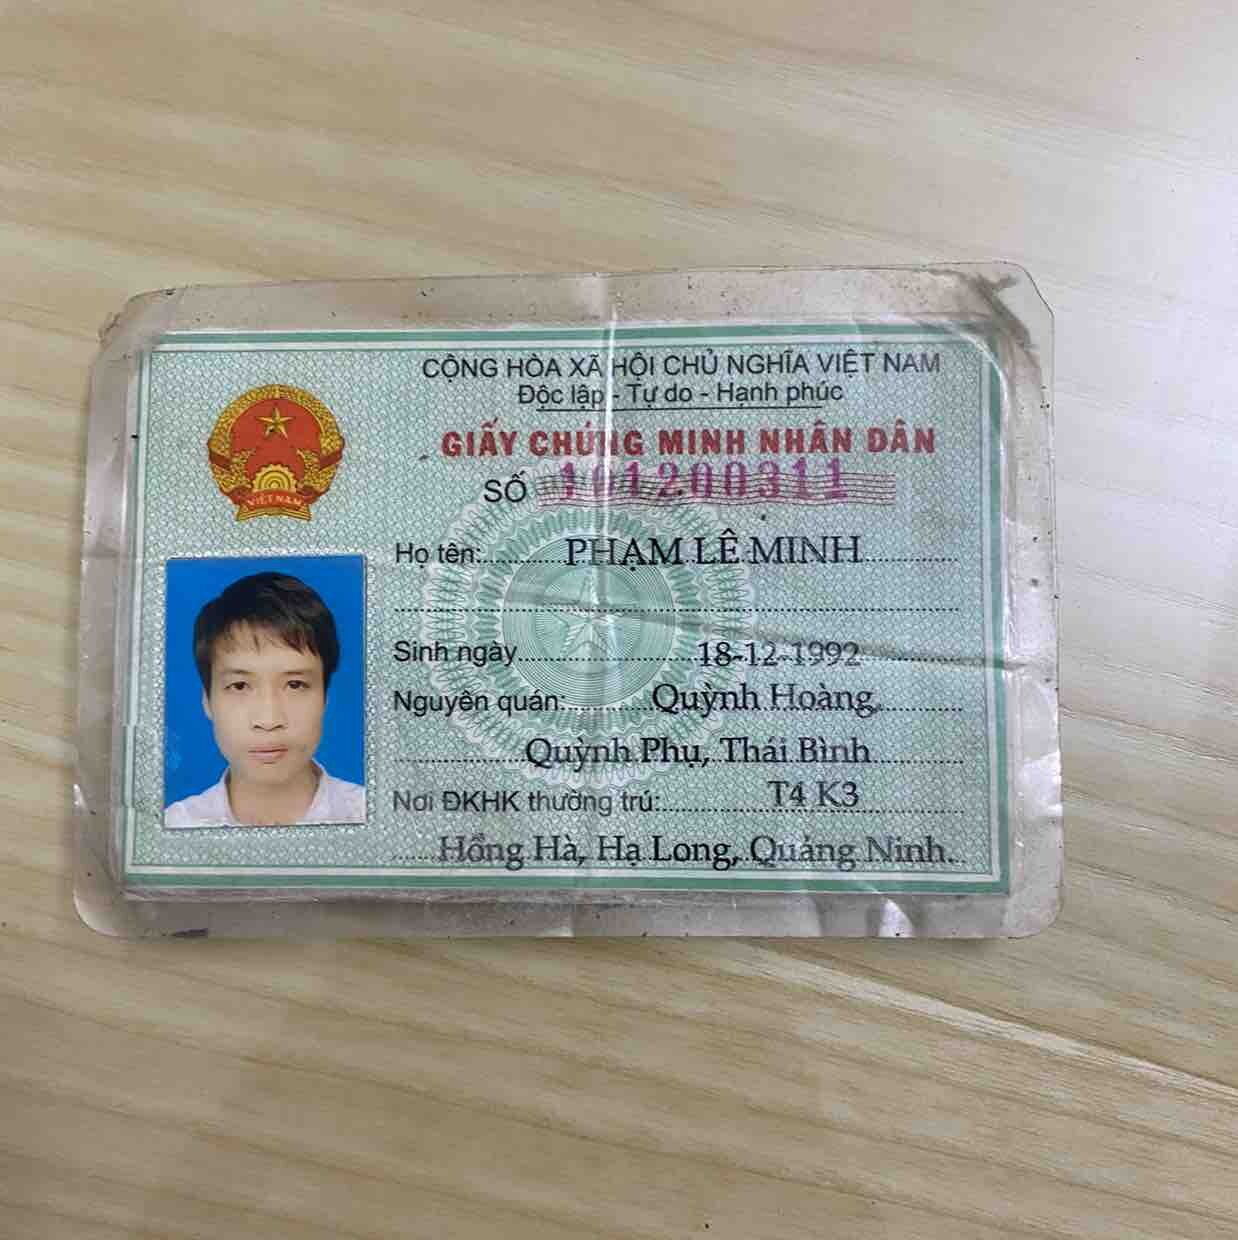 CỘNG HÒA XÃ HỘI CHỦ NGHĨA VIỆT NAM
Độc lập - Tự do - Hạnh phúc
GIẤY CHỨNG MINH NHÂN DÂN
SỐ 101200311
VIỆT NAM
Họ tên: PHẠM LÊ MINH
Sinh ngày 18-12-1992
Nguyên quán: Quỳnh Hoàng,
Quỳnh Phụ, Thái Bình
Nơi ĐKHK thường trú: T4 K3
Hồng Hà, Hạ Long, Quảng Ninh.